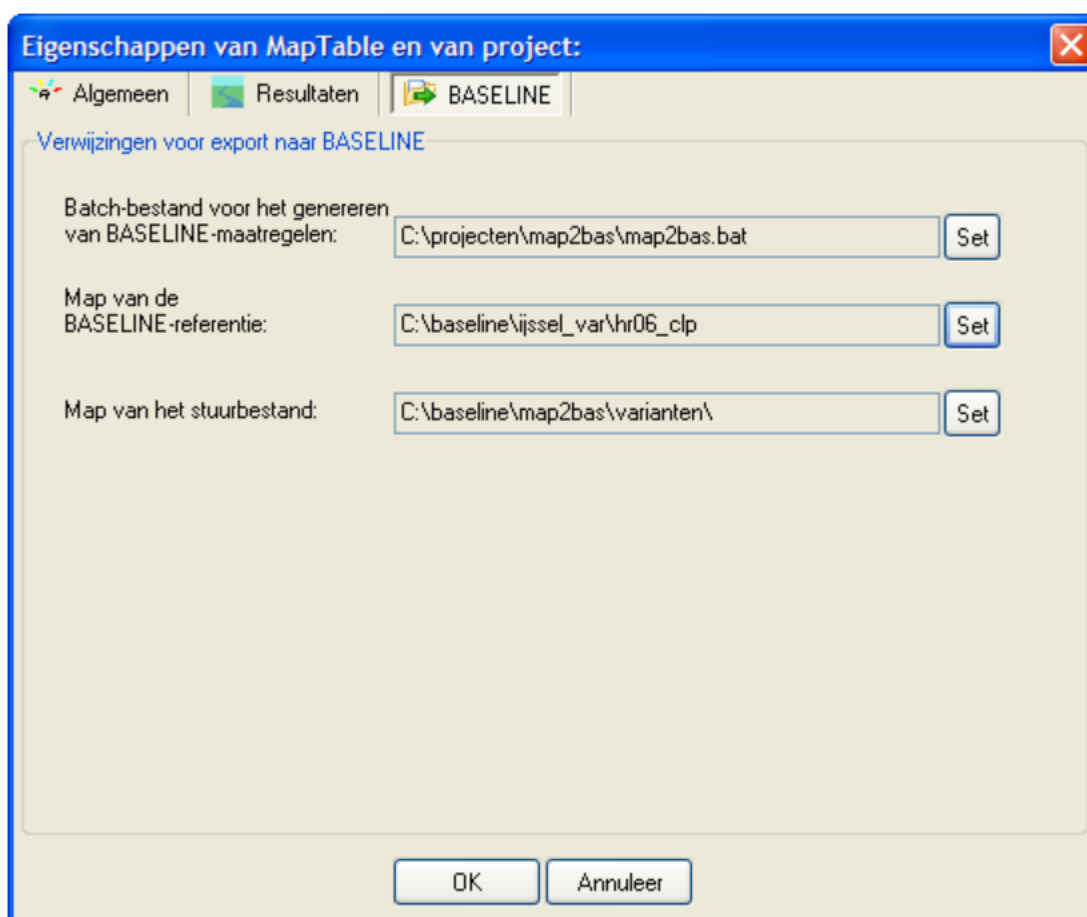 Eigenschappen van MapTable en van project:
Algemeen Resultaten BASELINE
Verwijzingen voor export naar BASELINE
Batch-bestand voor het genereren
van BASELINE-maatregelen: C:\projecten\map2bas\map2bas.bat Set
Map van de
BASELINE-referentie: C:\baseline\ijssel_var\hr06_clp Set
Map van het stuurbestand: C:\baseline\map2bas\varianten\ Set
OK Annuleer